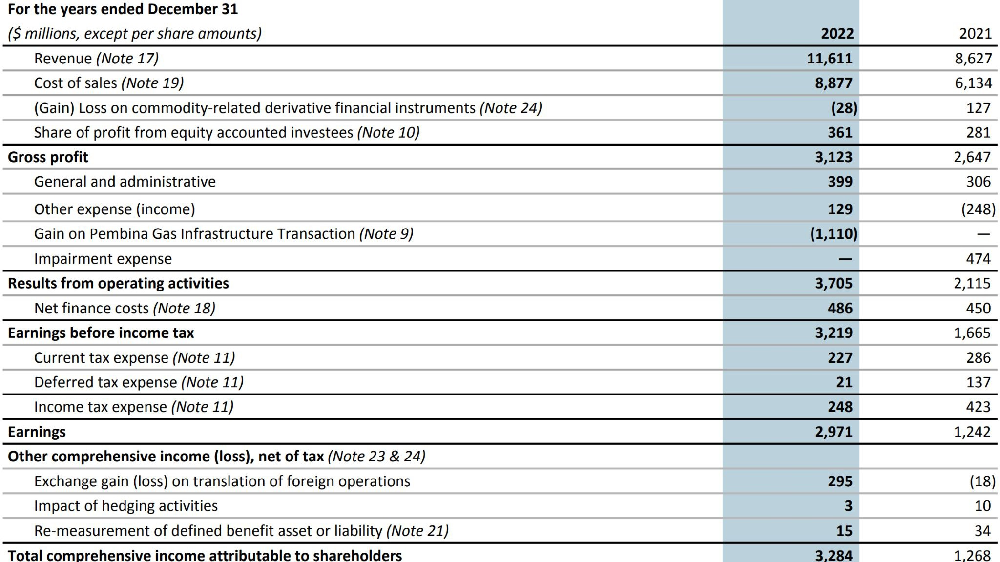 For the years ended December 31
($ millions, except per share amounts) 2022 2021
Revenue (Note 17) 11,611 8,627
Cost of sales (Note 19) 8,877 6,134
(Gain) Loss on commodity-related derivative financial instruments (Note 24) (28) 127
Share of profit from equity accounted investees (Note 10) 361 281
Gross profit 3,123 2,647
General and administrative 399 306
Other expense (income) 129 (248)
Gain on Pembina Gas Infrastructure Transaction (Note 9) (1,110) —
Impairment expense — 474
Results from operating activities 3,705 2,115
Net finance costs (Note 18) 486 450
Earnings before income tax 3,219 1,665
Current tax expense (Note 11) 227 286
Deferred tax expense (Note 11) 21 137
Income tax expense (Note 11) 248 423
Earnings 2,971 1,242
Other comprehensive income (loss), net of tax (Note 23 & 24)
Exchange gain (loss) on translation of foreign operations 295 (18)
Impact of hedging activities 3 10
Re-measurement of defined benefit asset or liability (Note 21) 15 34
Total comprehensive income attributable to shareholders 3,284 1,268